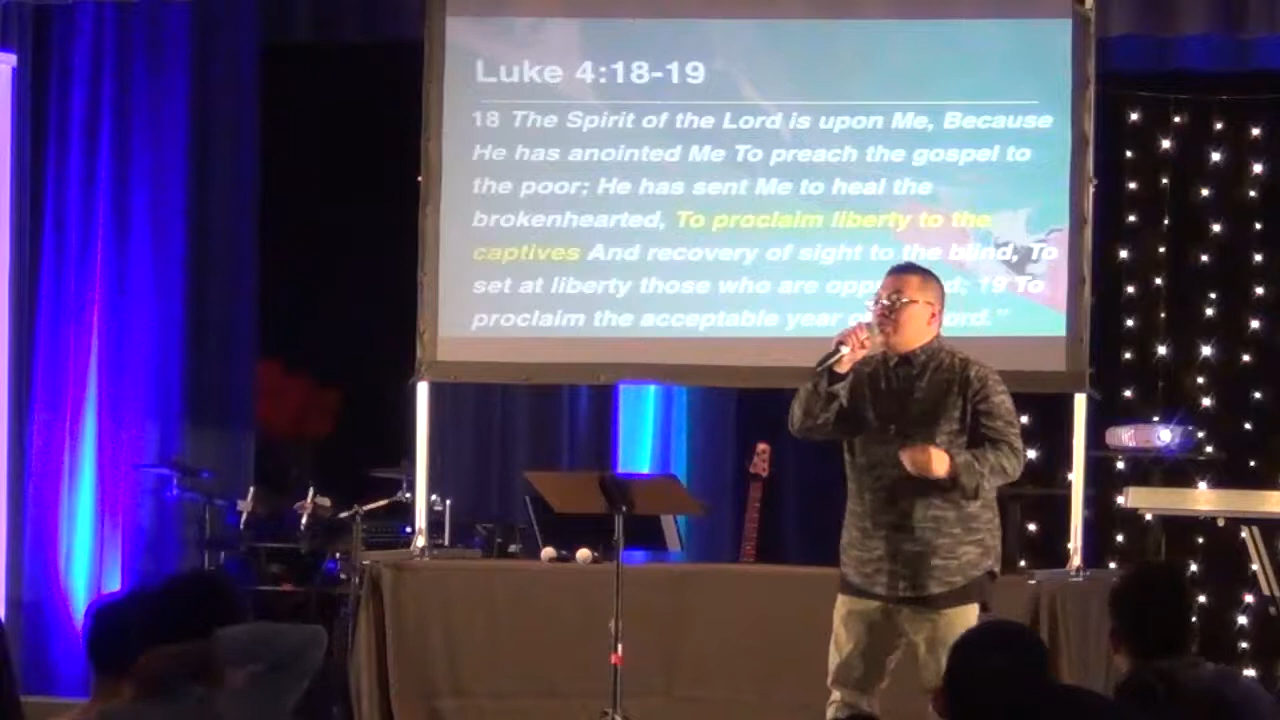 Luke 4:18-19
18 The Spirit of the Lord is upon Me, Because
He has anointed Me To preach the gospel to
the poor; He has sent Me to heal the
brokenhearted, To proclaim liberty to the
captives And recovery of sight to the blind, To
set at liberty those who are opp d; 19 To
proclaim the acceptable year ord."